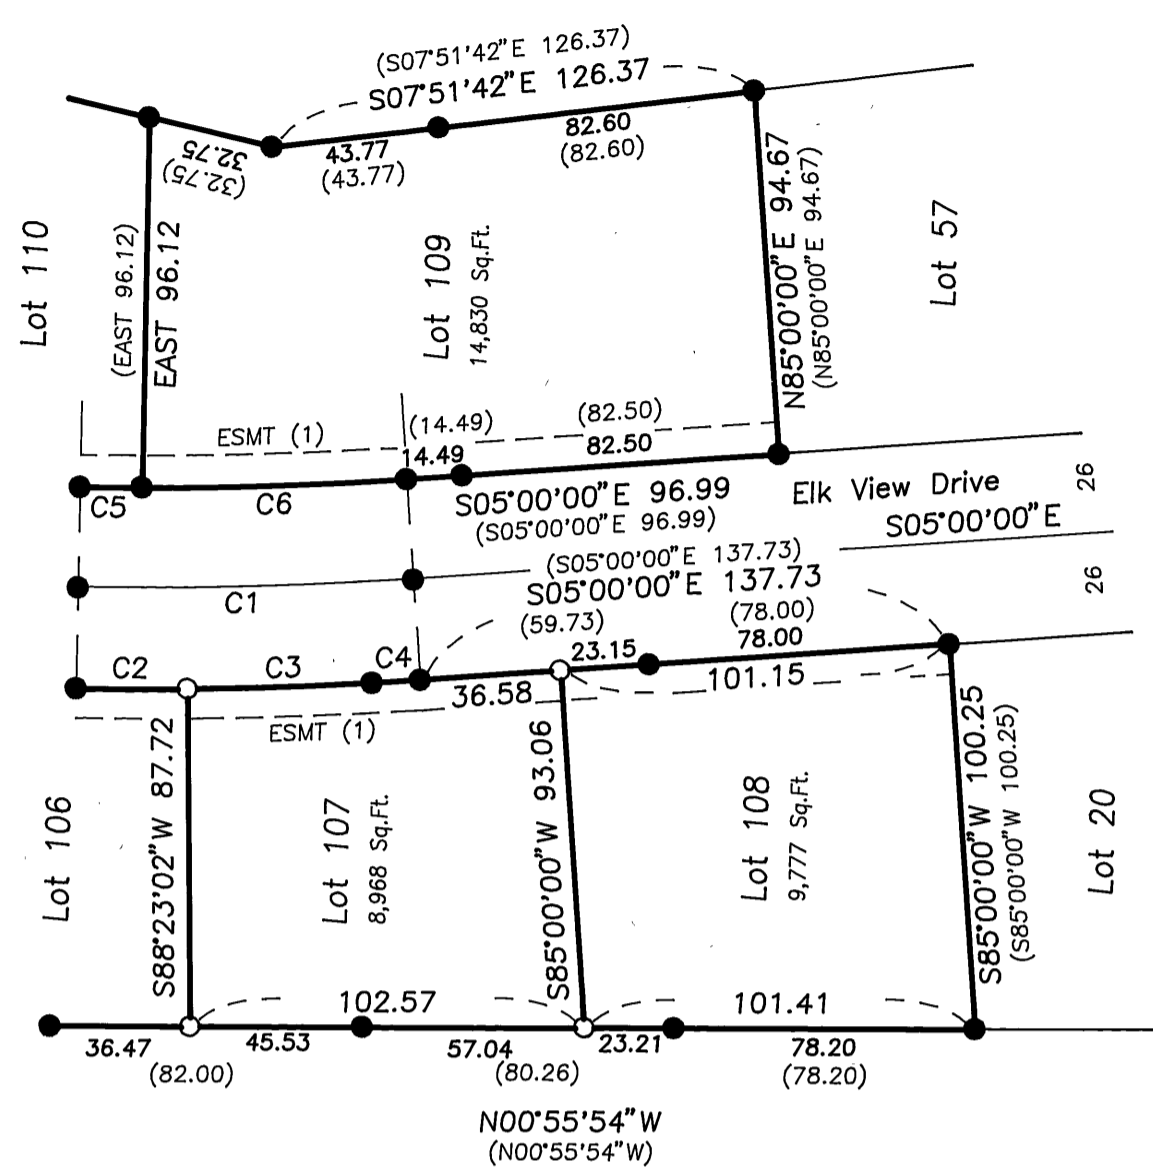 (S07°51'42"E 126.37)
S07°51'42"E 126.37
32.75
(32.75)
43.77
(43.77)
82.60
(82.60)
N85°00'00"E 94.67
(N85°00'00"E 94.67)
Lot 110
(EAST 96.12)
EAST 96.12
Lot 109
14,830 Sq.Ft.
Lot 57
ESMT (1)
(14.49)
14.49
(82.50)
82.50
C5
C6
S05°00'00"E 96.99
(S05°00'00"E 96.99)
Elk View Drive
S05°00'00"E
26
26
C1
(S05°00'00"E 137.73)
S05°00'00"E 137.73
(59.73)
(78.00)
23.15
78.00
C2
C3
C4
36.58
101.15
ESMT (1)
Lot 106
S88°23'02"W 87.72
Lot 107
8,968 Sq.Ft.
S85°00'00"W 93.06
Lot 108
9,777 Sq.Ft.
S85°00'00"W 100.25
(S85°00'00"W 100.25)
Lot 20
102.57
101.41
36.47
45.53
57.04
23.21
78.20
(82.00)
(80.26)
(78.20)
N00°55'54"W
(N00°55'54"W)